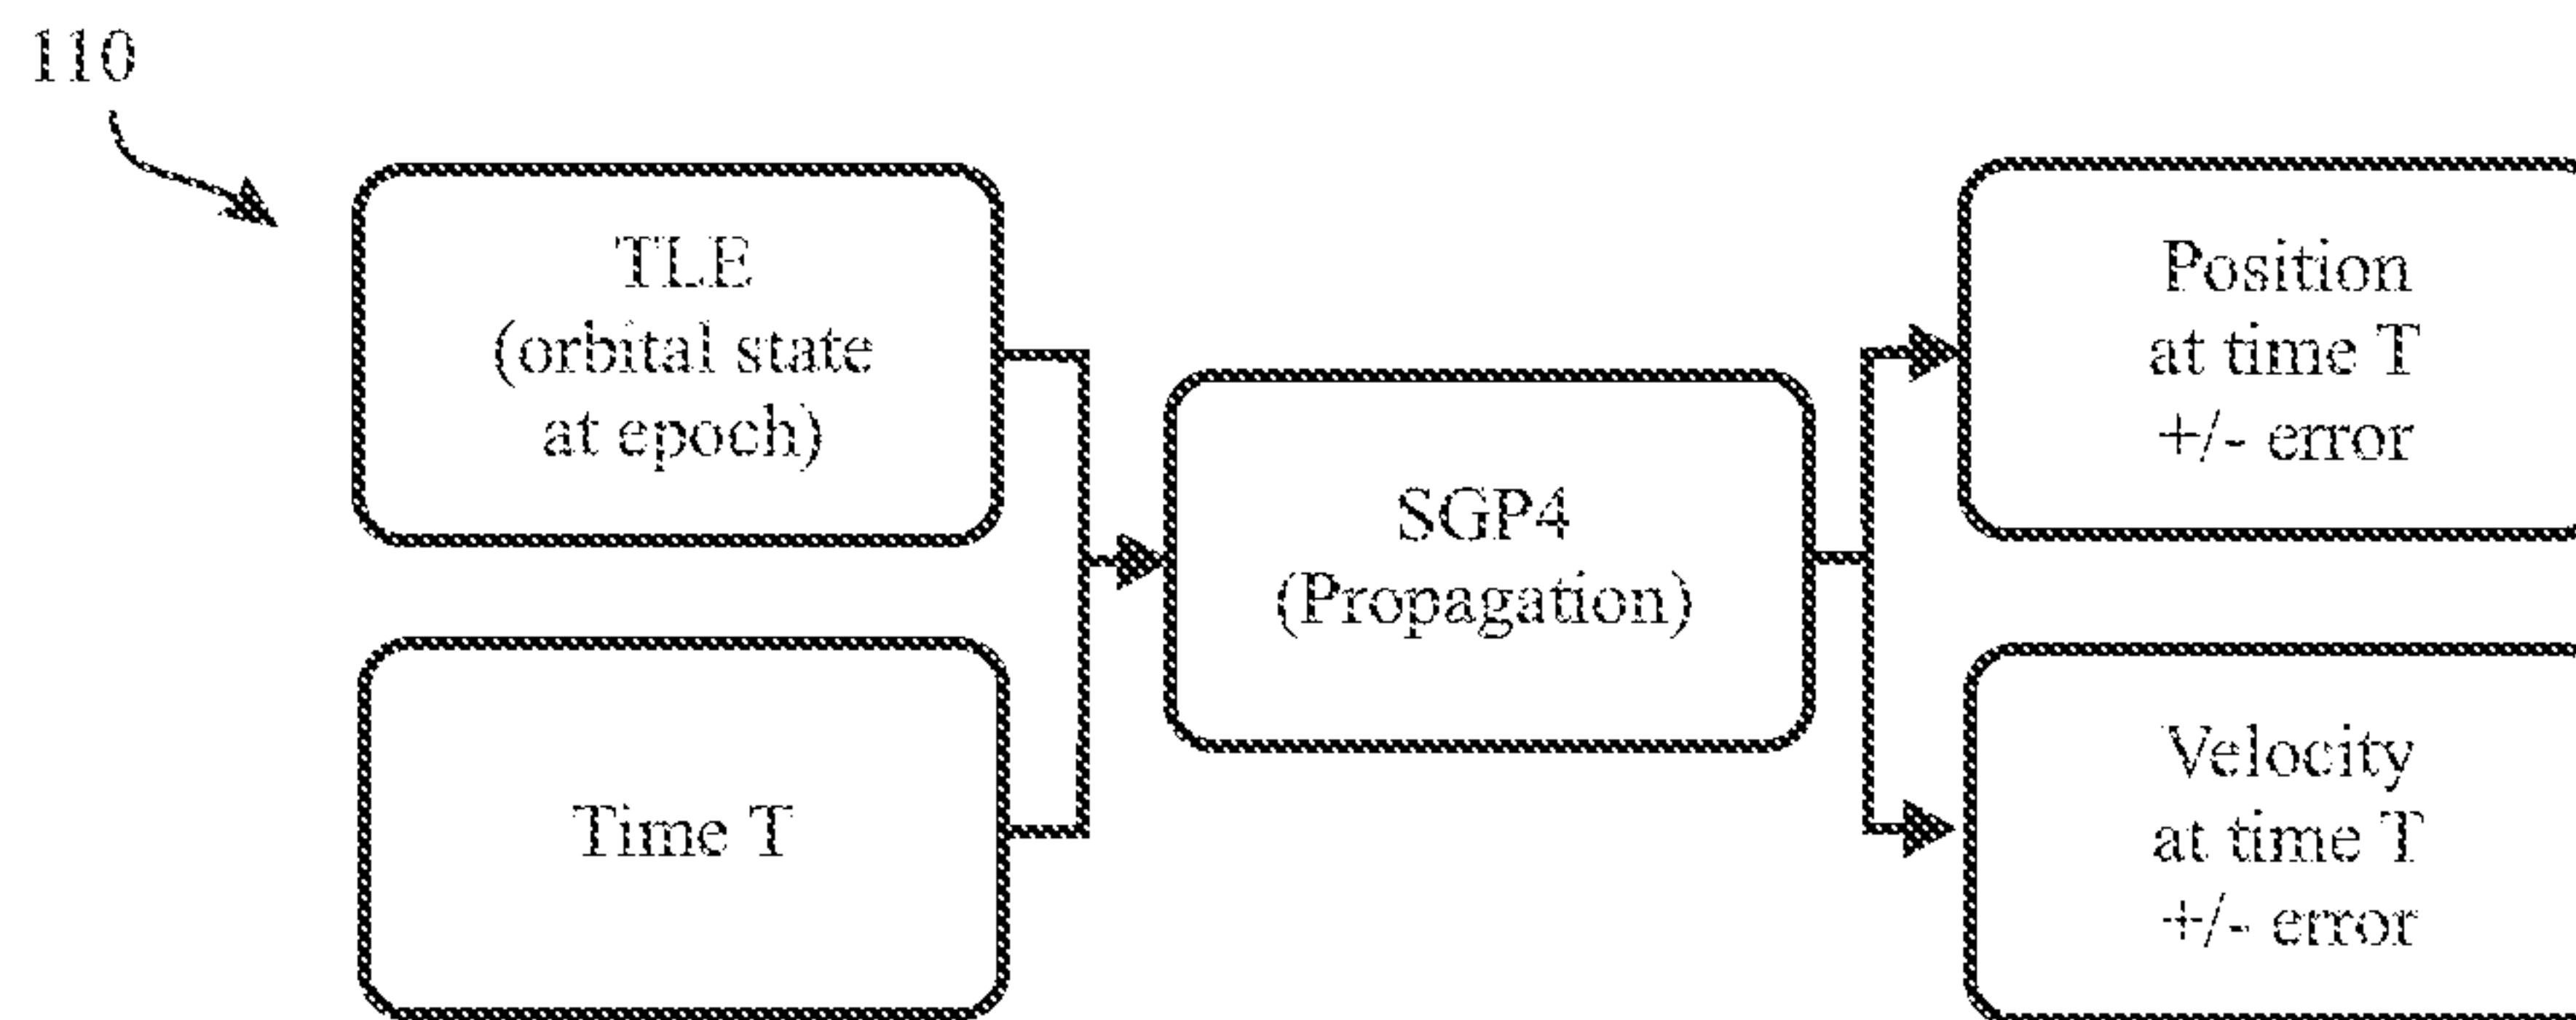 110
TLE
(orbital state
at epoch)
Time T
SGP4
(Propagation)
Position
at time T
+/- error
Velocity
at time T
+/- error